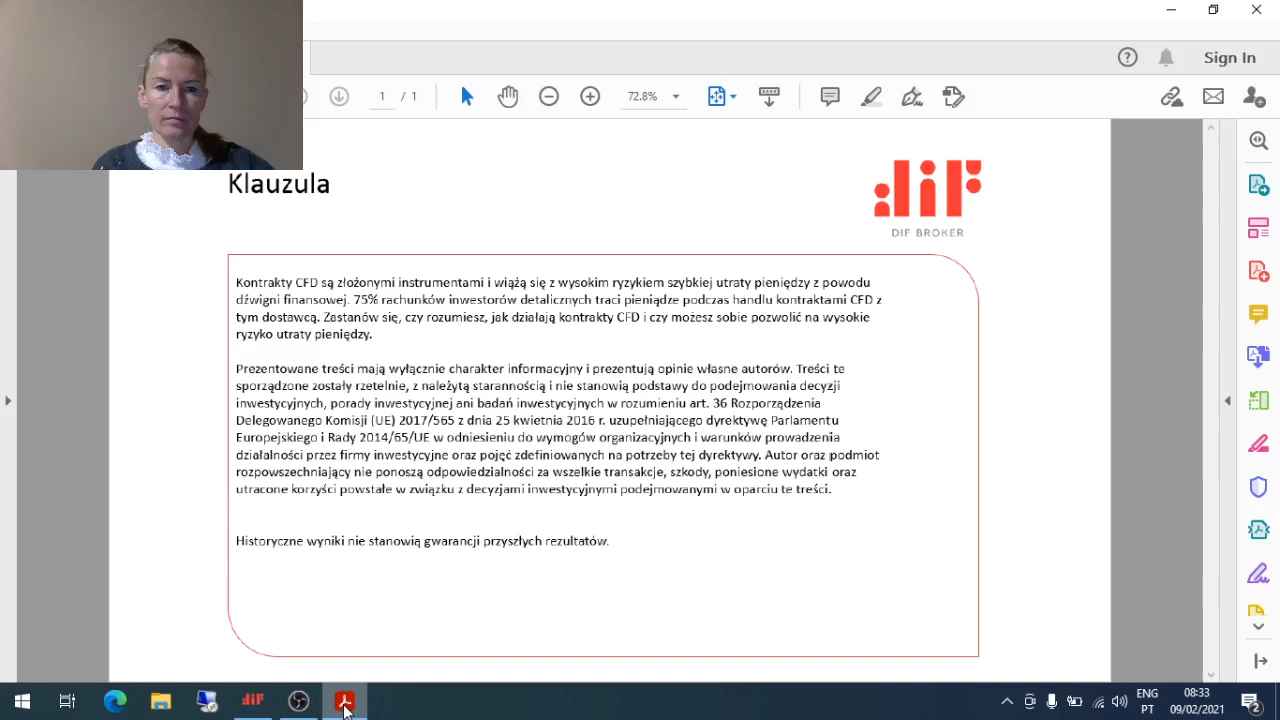 Sign In
1 / 1
72.8%
Klauzula
dif
DIF BROKER
Kontrakty CFD są złożonymi instrumentami i wiążą się z wysokim ryzykiem szybkiej utraty pieniędzy z powodu
dźwigni finansowej. 75% rachunków inwestorów detalicznych traci pieniądze podczas handlu kontraktami CFD z
tym dostawcą. Zastanów się, czy rozumiesz, jak działają kontrakty CFD i czy możesz sobie pozwolić na wysokie
ryzyko utraty pieniędzy.
Prezentowane treści mają wyłącznie charakter informacyjny i prezentują opinie własne autorów. Treści te
sporządzone zostały rzetelnie, z należytą starannością i nie stanowią podstawy do podejmowania decyzji
inwestycyjnych, porady inwestycyjnej ani badań inwestycyjnych w rozumieniu art. 36 Rozporządzenia
Delegowanego Komisji (UE) 2017/565 z dnia 25 kwietnia 2016 r. uzupełniającego dyrektywę Parlamentu
Europejskiego i Rady 2014/65/UE w odniesieniu do wymogów organizacyjnych i warunków prowadzenia
działalności przez firmy inwestycyjne oraz pojęć zdefiniowanych na potrzeby tej dyrektywy. Autor oraz podmiot
rozpowszechniający nie ponoszą odpowiedzialności za wszelkie transakcje, szkody, poniesione wydatki oraz
utracone korzyści powstałe w związku z decyzjami inwestycyjnymi podejmowanymi w oparciu te treści.
Historyczne wyniki nie stanowią gwarancji przyszłych rezultatów.
dif
ENG
PT
08:33
09/02/2021
2